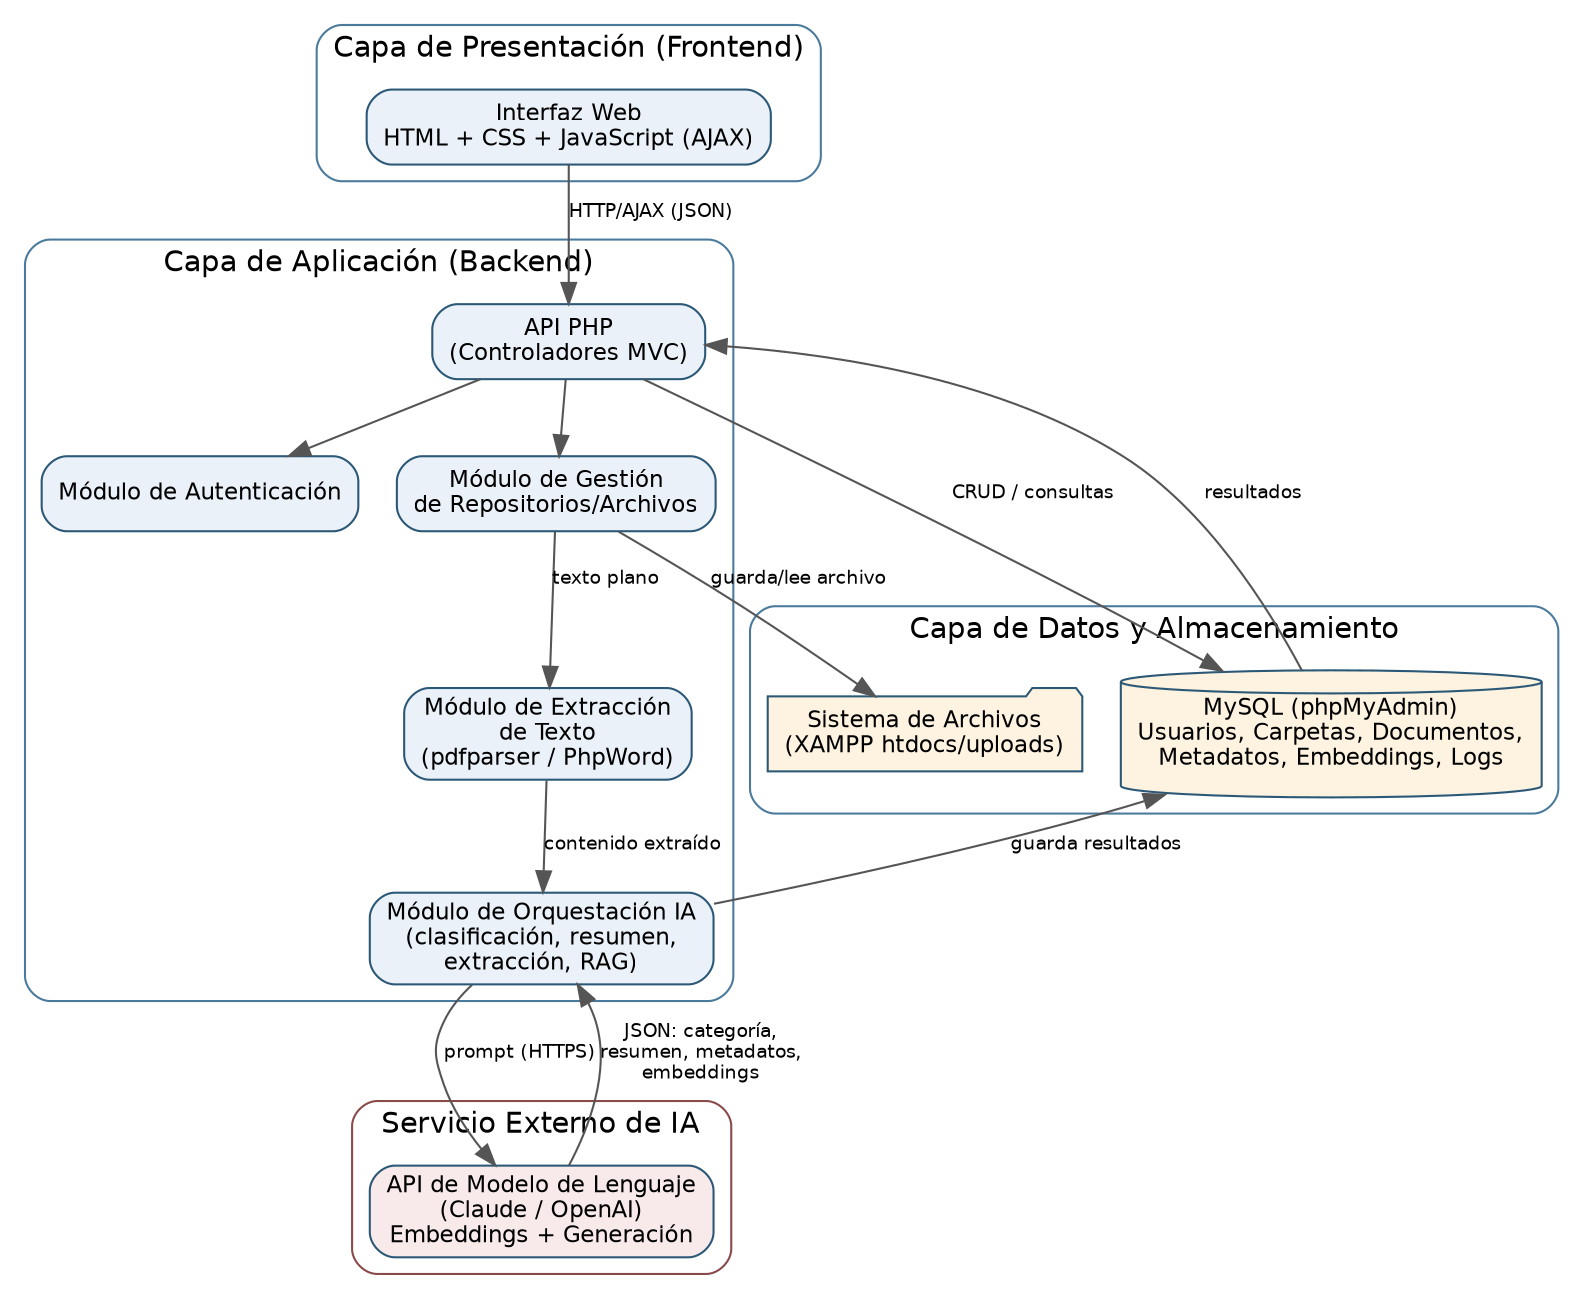 Capa de Presentación (Frontend)
Interfaz Web
HTML + CSS + JavaScript (AJAX)
HTTP/AJAX (JSON)
Capa de Aplicación (Backend)
API PHP
(Controladores MVC)
Módulo de Autenticación
Módulo de Gestión
de Repositorios/Archivos
CRUD / consultas
resultados
texto plano
guarda/lee archivo
Capa de Datos y Almacenamiento
Módulo de Extracción
de Texto
(pdfparser / PhpWord)
Sistema de Archivos
(XAMPP htdocs/uploads)
MySQL (phpMyAdmin)
Usuarios, Carpetas, Documentos,
Metadatos, Embeddings, Logs
contenido extraído
guarda resultados
Módulo de Orquestación IA
(clasificación, resumen,
extracción, RAG)
prompt (HTTPS)
JSON: categoría,
resumen, metadatos,
embeddings
Servicio Externo de IA
API de Modelo de Lenguaje
(Claude / OpenAI)
Embeddings + Generación